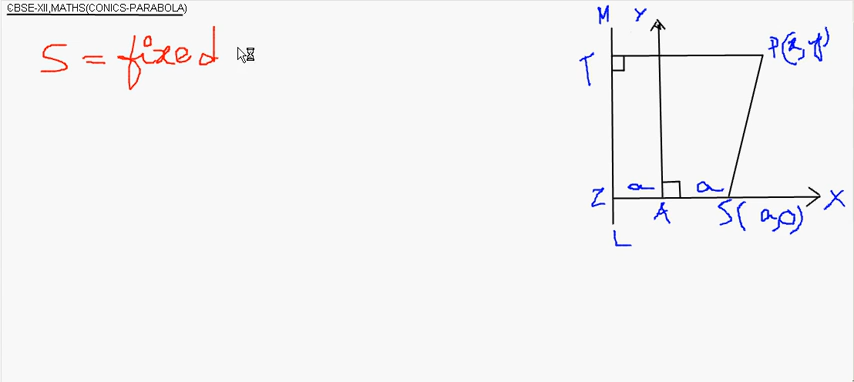 CBSE-XII,MATHS(CONICS-PARABOLA)
S = fixed
M Y
T
P(x, y)
Z a A a S(a,0) X
L